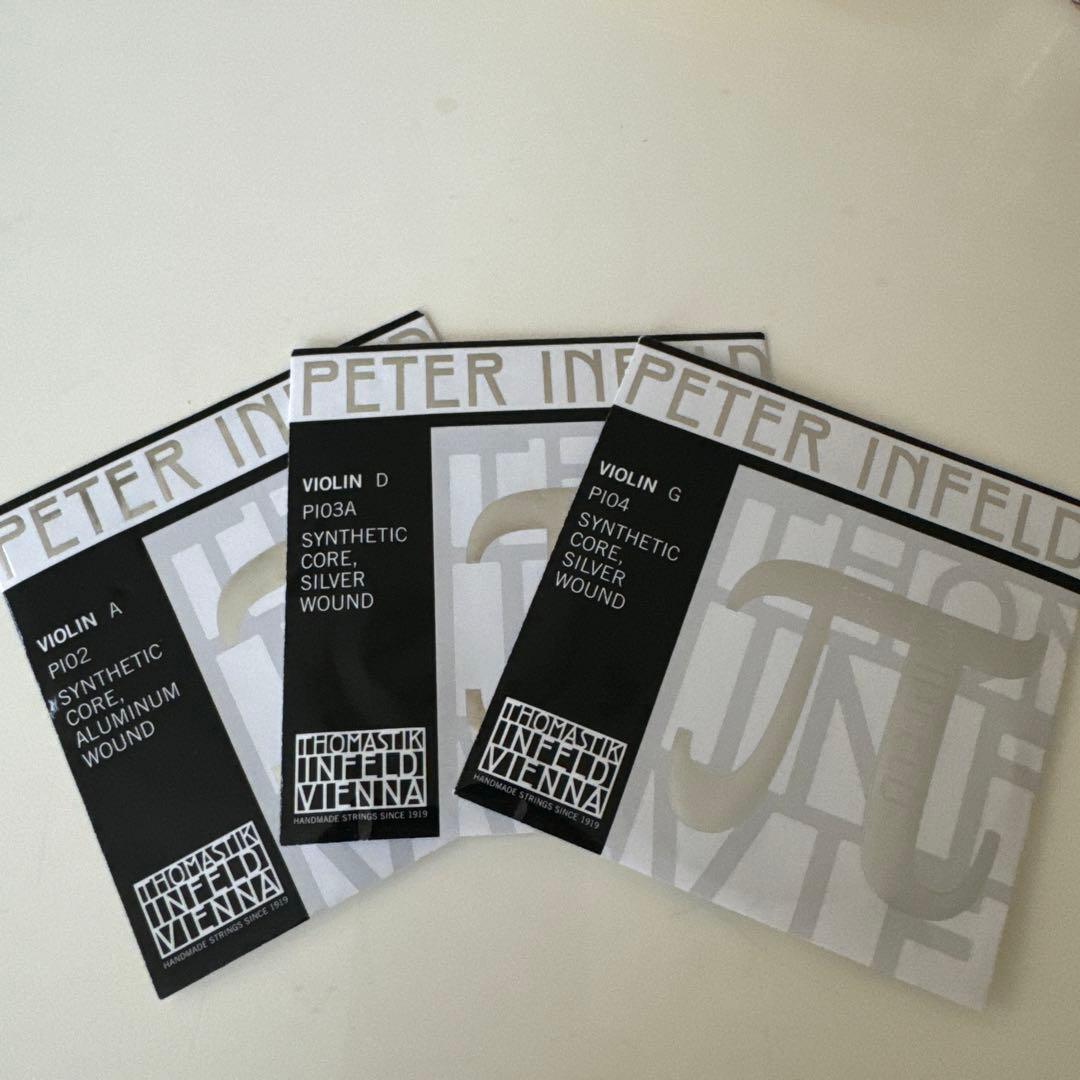 PETER IN
VIOLIN A
PI02
SYNTHETIC
CORE,
ALUMINUM
WOUND
THOMASTIK
INFELD
VIENNA
HANDMADE STRINGS SINCE 1919
PETER INFELD
VIOLIN D
PI03A
SYNTHETIC
CORE,
SILVER
WOUND
THOMASTIK
INFELD
VIENNA
HANDMADE STRINGS SINCE 1919
PETER INFELD
VIOLIN G
PI04
SYNTHETIC
CORE,
SILVER
WOUND
THOMASTIK
INFELD
VIENNA
HANDMADE STRINGS SINCE 1919